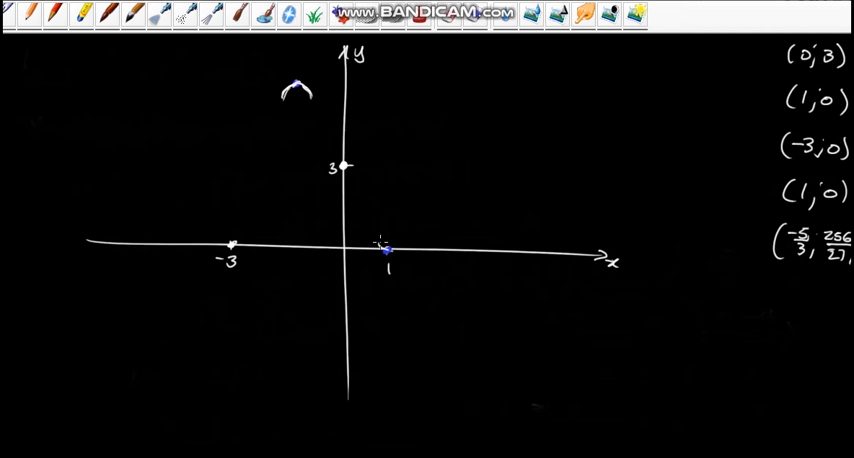 www.BANDICAM.com
y
3
-3
1
x
(0;3)
(1;0)
(-3;0)
(1;0)
(-5/3; 256/27,